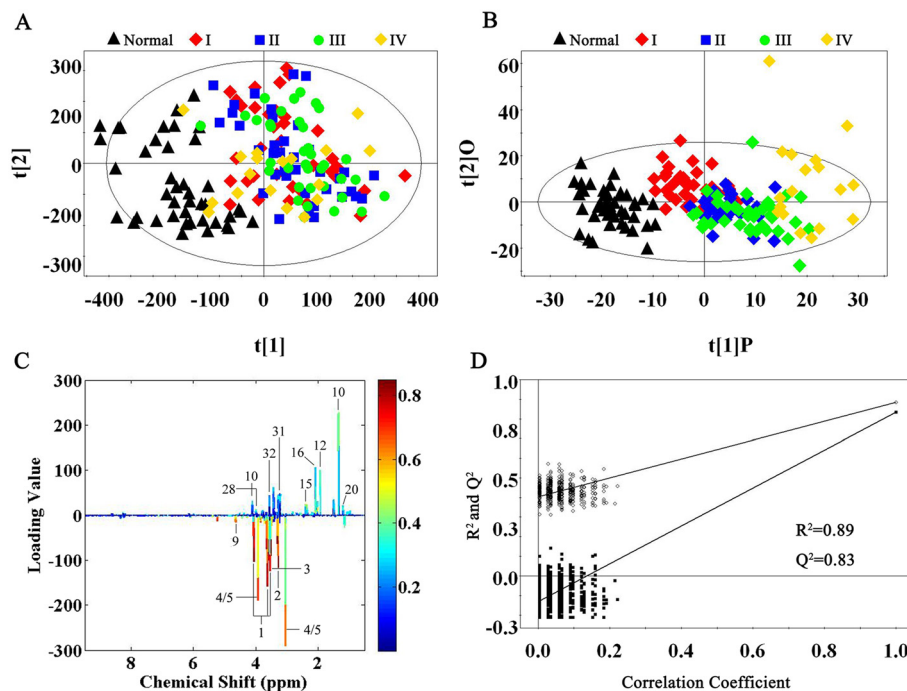 A
▲ Normal ◆ I ■ II ● III ◆ IV
t[2]
300
200
0
-200
-300
-400 -200 -100 0 100 200 400
t[1]
B
▲ Normal ◆ I ■ II ◆ III ◆ IV
t[2]O
60
40
20
0
-20
-30 -20 -10 0 10 20 30
t[1]P
C
Loading Value
300
200
100
0
-100
-200
-300
10
31
32
16
12
10
28
15
20
9
3
2
4/5
1
4/5
8 6 4 2
Chemical Shift (ppm)
0.8
0.6
0.4
0.2
D
R² and Q²
1.0
0.8
0.5
0.3
0
-0.3
R²=0.89
Q²=0.83
0.0 0.2 0.4 0.6 0.8 1.0
Correlation Coefficient